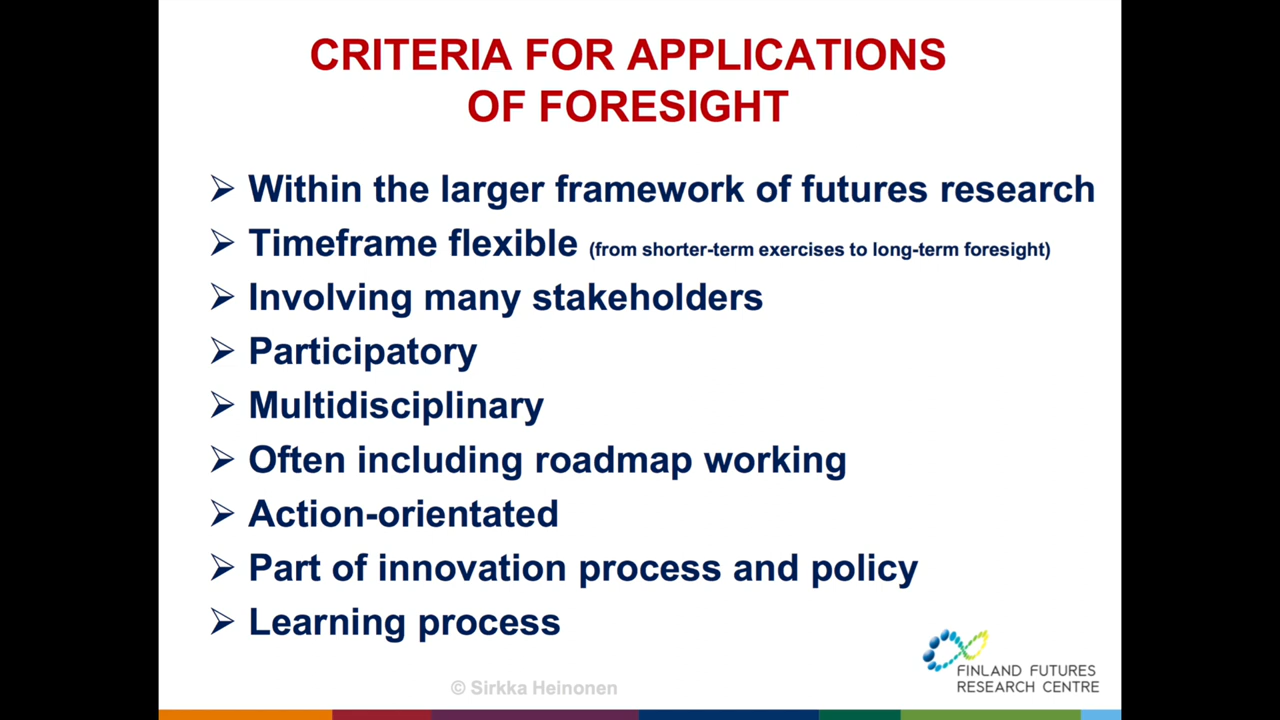 CRITERIA FOR APPLICATIONS
OF FORESIGHT
➢ Within the larger framework of futures research
➢ Timeframe flexible (from shorter-term exercises to long-term foresight)
➢ Involving many stakeholders
➢ Participatory
➢ Multidisciplinary
➢ Often including roadmap working
➢ Action-orientated
➢ Part of innovation process and policy
➢ Learning process
FINLAND FUTURES
RESEARCH CENTRE
© Sirkka Heinonen